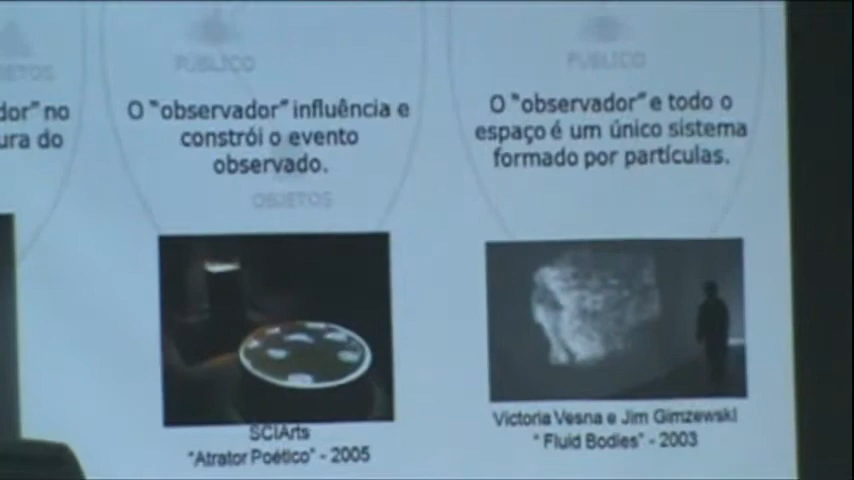 OBJETOS
dor" no
ura do
PÚBLICO
O "observador" influência e
constrói o evento
observado.
OBJETOS
SCIArts
"Atrator Poético" - 2005
PÚBLICO
O "observador" e todo o
espaço é um único sistema
formado por partículas.
Victoria Vesna e Jim Gimzewski
" Fluid Bodies" - 2003